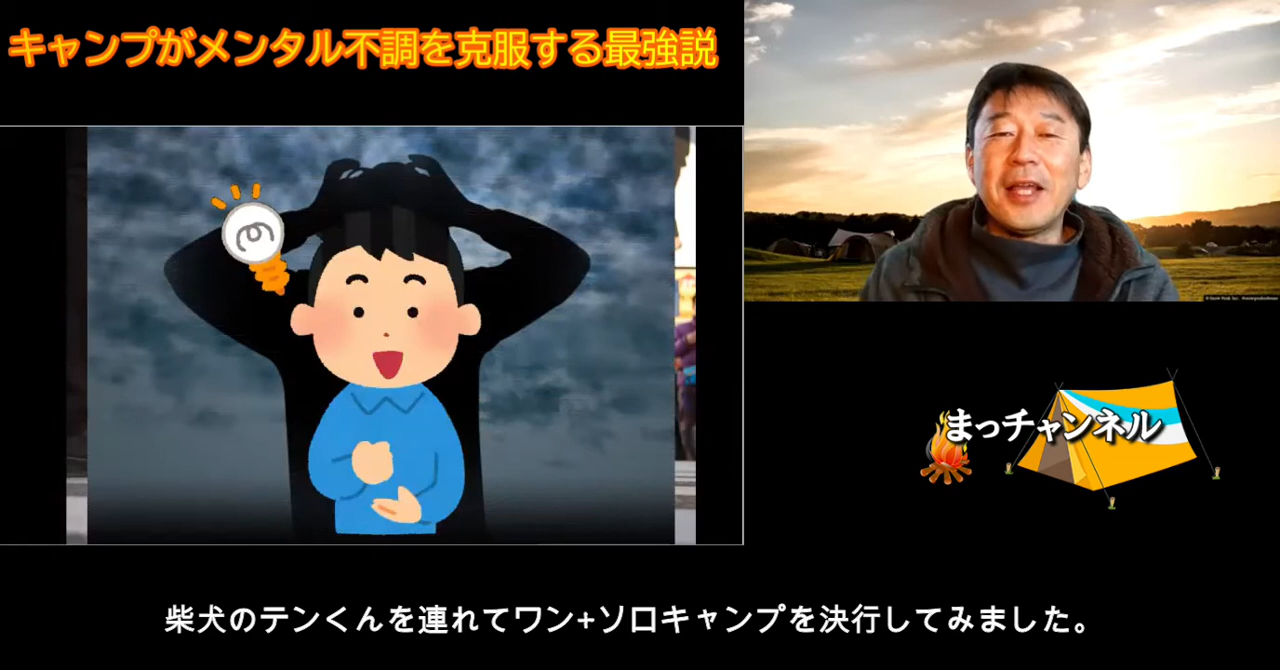 キャンプがメンタル不調を克服する最強説
まっチャンネル
柴犬のテンくんを連れてワン+ソロキャンプを決行してみました。